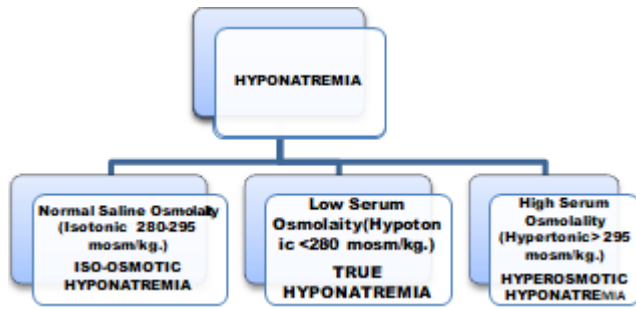 HYPONATREMIA
Normal Saline Osmolality
(Isotonic 280-295
mosm/kg.)
ISO-OSMOTIC
HYPONATREMIA
Low Serum
Osmolaity(Hypoton
ic <280 mosm/kg.)
TRUE
HYPONATREMIA
High Serum
Osmolality
(Hypertonic> 295
mosm/kg.)
HYPEROSMOTIC
HYPONATREMIA